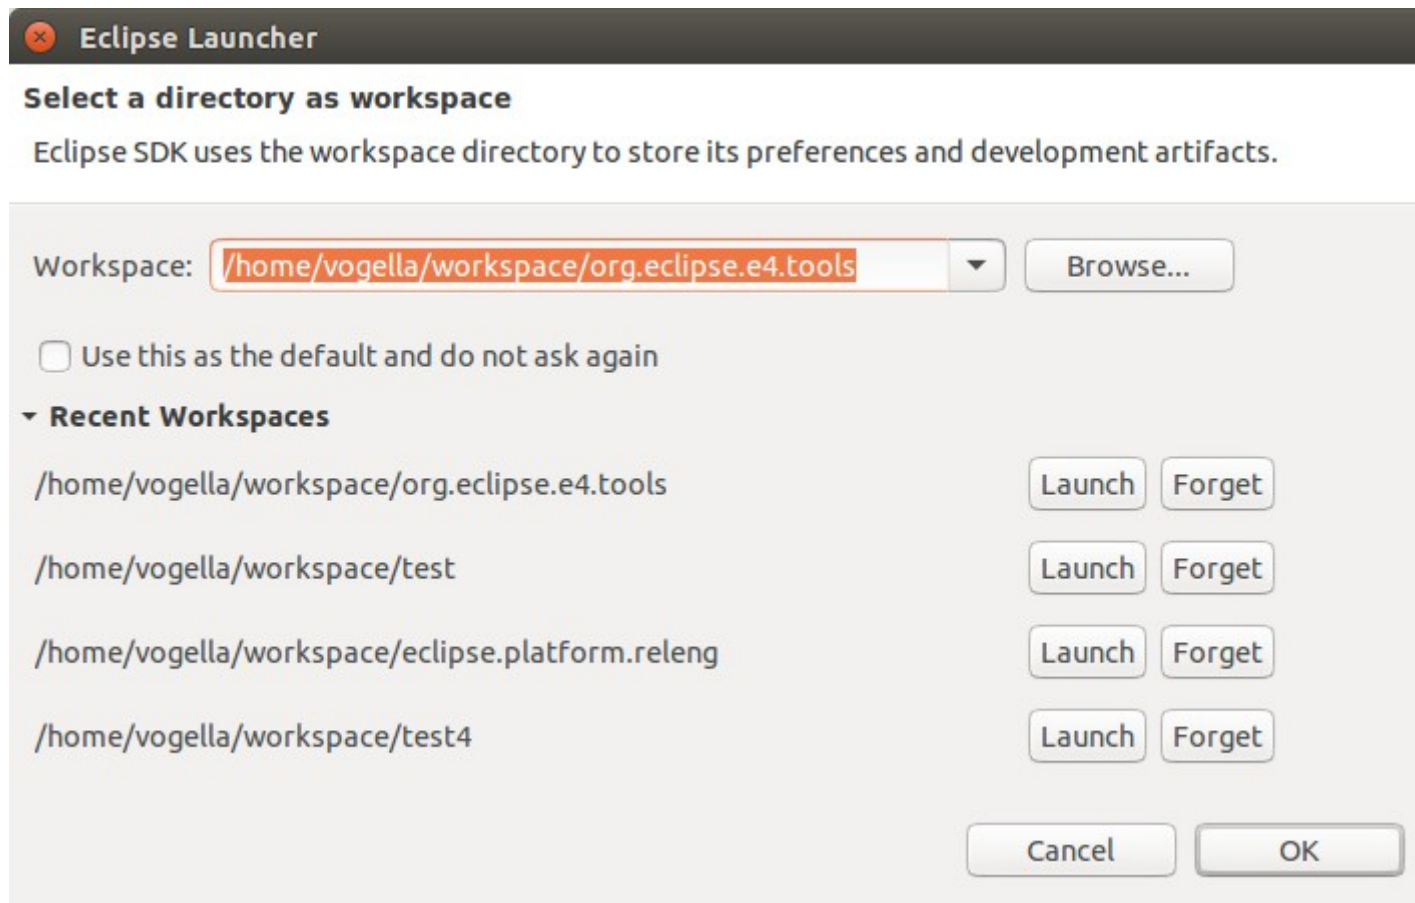 Eclipse Launcher
Select a directory as workspace
Eclipse SDK uses the workspace directory to store its preferences and development artifacts.
Workspace: /home/vogella/workspace/org.eclipse.e4.tools Browse...
Use this as the default and do not ask again
Recent Workspaces
/home/vogella/workspace/org.eclipse.e4.tools Launch Forget
/home/vogella/workspace/test Launch Forget
/home/vogella/workspace/eclipse.platform.releng Launch Forget
/home/vogella/workspace/test4 Launch Forget
Cancel OK